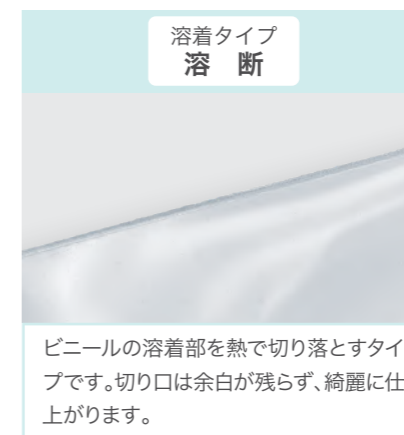 溶着タイプ
溶　断
ビニールの溶着部を熱で切り落とすタイ
プです。切り口は余白が残らず、綺麗に仕
上がります。